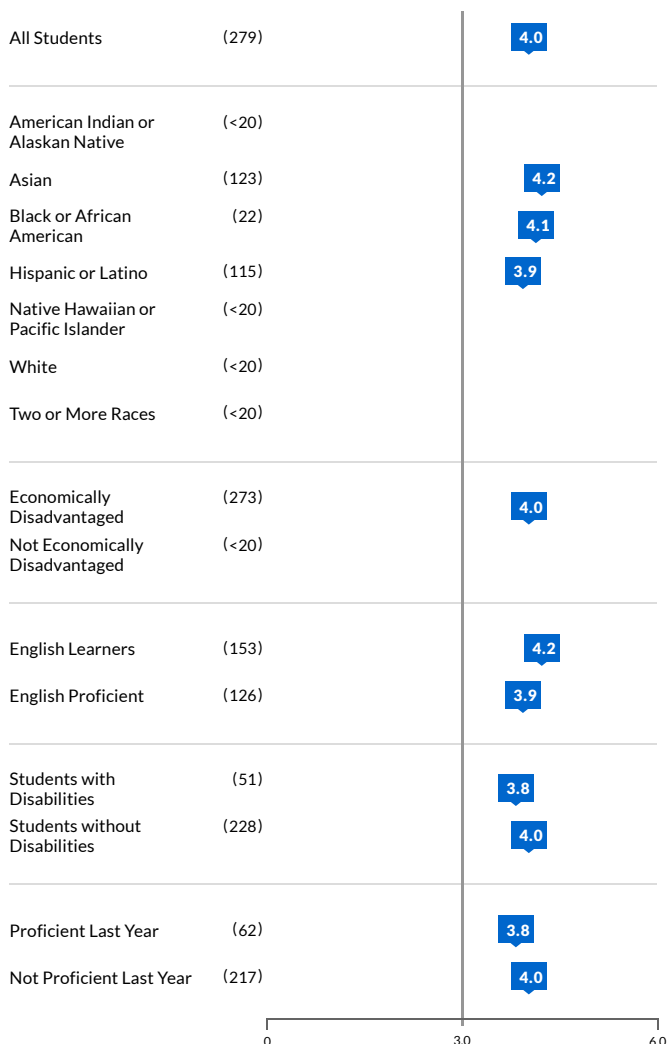 All Students (279) 4.0
American Indian or (<20)
Alaskan Native
Asian (123) 4.2
Black or African (22) 4.1
American
Hispanic or Latino (115) 3.9
Native Hawaiian or (<20)
Pacific Islander
White (<20)
Two or More Races (<20)
Economically (273) 4.0
Disadvantaged
Not Economically (<20)
Disadvantaged
English Learners (153) 4.2
English Proficient (126) 3.9
Students with (51) 3.8
Disabilities
Students without (228) 4.0
Disabilities
Proficient Last Year (62) 3.8
Not Proficient Last Year (217) 4.0
0 3.0 6.0